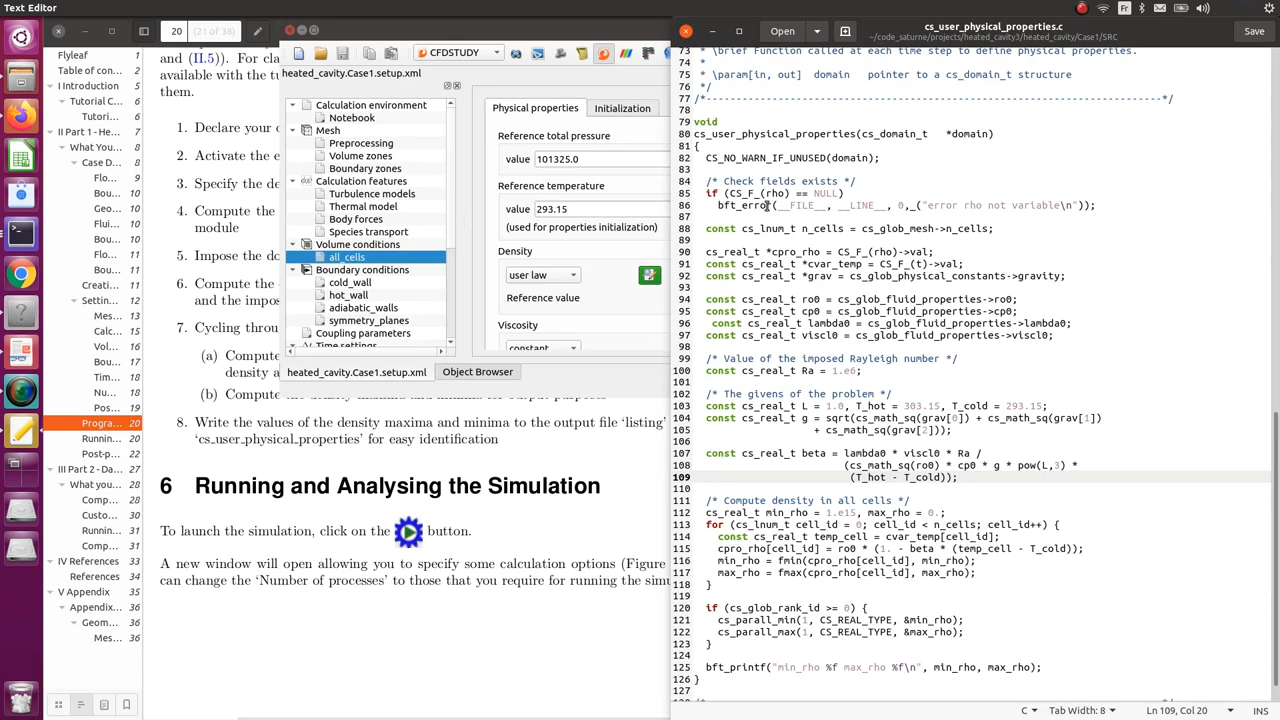 Text Editor
Fr
20
(21 of 38)
Flyleaf
Table of con...
2
I Introduction
5
Tutorial C...
6
Tutori...
6
II Part 1 - He...
7
What You...
8
Case D...
8
Flo...
9
Bou...
9
Geo...
10
Flo...
10
Bou...
11
Creati...
12
Settin...
12
Mes...
13
Calc...
15
Vol...
16
Bou...
17
Tim...
18
Nu...
18
Pos...
19
Progra...
20
Runnin...
20
Post-p...
22
III Part 2 - Da...
29
What you...
30
Comp...
30
Custo...
30
Runnin...
31
Comp...
31
IV References
33
References
34
V Appendix
35
Appendix...
36
Geom...
36
Mes...
36
and (II.5)). For cla
available with the tu
them.
1. Declare your c
2. Activate the e
3. Specify the de
4. Compute the
module
5. Impose the do
6. Compute the
and the impos
7. Cycling throu
(a) Compute
density a
(b) Compute
8. Write the values of the density maxima and minima to the output file 'listing'
'cs_user_physical_properties' for easy identification
6 Running and Analysing the Simulation
To launch the simulation, click on the button.
A new window will open allowing you to specify some calculation options (Figure
can change the 'Number of processes' to those that you require for running the simu
CFDSTUDY
heated_cavity.Case1.setup.xml
Calculation environment
Notebook
Mesh
Preprocessing
Volume zones
Boundary zones
Calculation features
Turbulence models
Thermal model
Body forces
Species transport
Volume conditions
all_cells
Boundary conditions
cold_wall
hot_wall
adiabatic_walls
symmetry_planes
Coupling parameters
Time settings
heated_cavity.Case1.setup.xml
Object Browser
Physical properties
Initialization
Reference total pressure
value 101325.0
Reference temperature
value 293.15
(used for properties initialization)
Density
user law
Reference value
Viscosity
constant
Open
cs_user_physical_properties.c
~/code_saturne/projects/heated_cavity3/heated_cavity/Case1/SRC
Save
73 * \brief Function called at each time step to define physical properties.
74 *
75 * \param[in, out] domain pointer to a cs_domain_t structure
76 */
77 /*----------------------------------------------------------------------------*/
78
79 void
80 cs_user_physical_properties(cs_domain_t *domain)
81 {
82 CS_NO_WARN_IF_UNUSED(domain);
83
84 /* Check fields exists */
85 if (CS_F_(rho) == NULL)
86 bft_error(__FILE__, __LINE__, 0,_("error rho not variable\n"));
87
88 const cs_lnum_t n_cells = cs_glob_mesh->n_cells;
89
90 cs_real_t *cpro_rho = CS_F_(rho)->val;
91 const cs_real_t *cvar_temp = CS_F_(t)->val;
92 const cs_real_t *grav = cs_glob_physical_constants->gravity;
93
94 const cs_real_t ro0 = cs_glob_fluid_properties->ro0;
95 const cs_real_t cp0 = cs_glob_fluid_properties->cp0;
96 const cs_real_t lambda0 = cs_glob_fluid_properties->lambda0;
97 const cs_real_t viscl0 = cs_glob_fluid_properties->viscl0;
98
99 /* Value of the imposed Rayleigh number */
100 const cs_real_t Ra = 1.e6;
101
102 /* The givens of the problem */
103 const cs_real_t L = 1.0, T_hot = 303.15, T_cold = 293.15;
104 const cs_real_t g = sqrt(cs_math_sq(grav[0]) + cs_math_sq(grav[1])
105 + cs_math_sq(grav[2]));
106
107 const cs_real_t beta = lambda0 * viscl0 * Ra /
108 (cs_math_sq(ro0) * cp0 * g * pow(L,3) *
109 (T_hot - T_cold));
110
111 /* Compute density in all cells */
112 cs_real_t min_rho = 1.e15, max_rho = 0.;
113 for (cs_lnum_t cell_id = 0; cell_id < n_cells; cell_id++) {
114 const cs_real_t temp_cell = cvar_temp[cell_id];
115 cpro_rho[cell_id] = ro0 * (1. - beta * (temp_cell - T_cold));
116 min_rho = fmin(cpro_rho[cell_id], min_rho);
117 max_rho = fmax(cpro_rho[cell_id], max_rho);
118 }
119
120 if (cs_glob_rank_id >= 0) {
121 cs_parall_min(1, CS_REAL_TYPE, &min_rho);
122 cs_parall_max(1, CS_REAL_TYPE, &max_rho);
123 }
124
125 bft_printf("min_rho %f max_rho %f\n", min_rho, max_rho);
126 }
127
C
Tab Width: 8
Ln 109, Col 20
INS